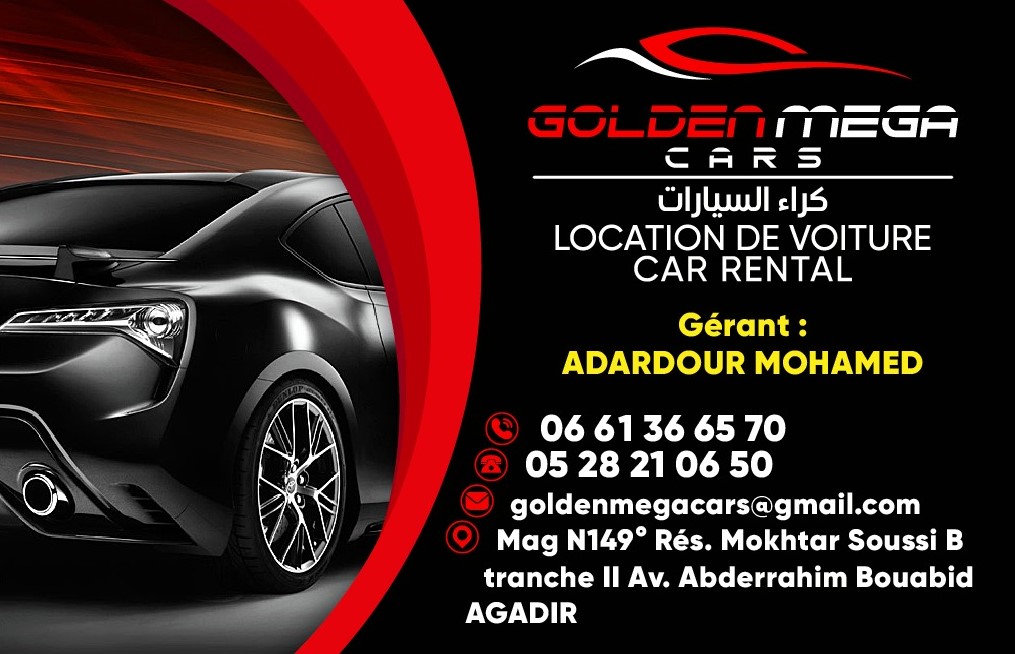 GOLDEN MEGA
CARS
كراء السيارات
LOCATION DE VOITURE
CAR RENTAL
Gérant :
ADARDOUR MOHAMED
06 61 36 65 70
05 28 21 06 50
goldenmegacars@gmail.com
Mag N149° Rés. Mokhtar Soussi B
tranche II Av. Abderrahim Bouabid
AGADIR